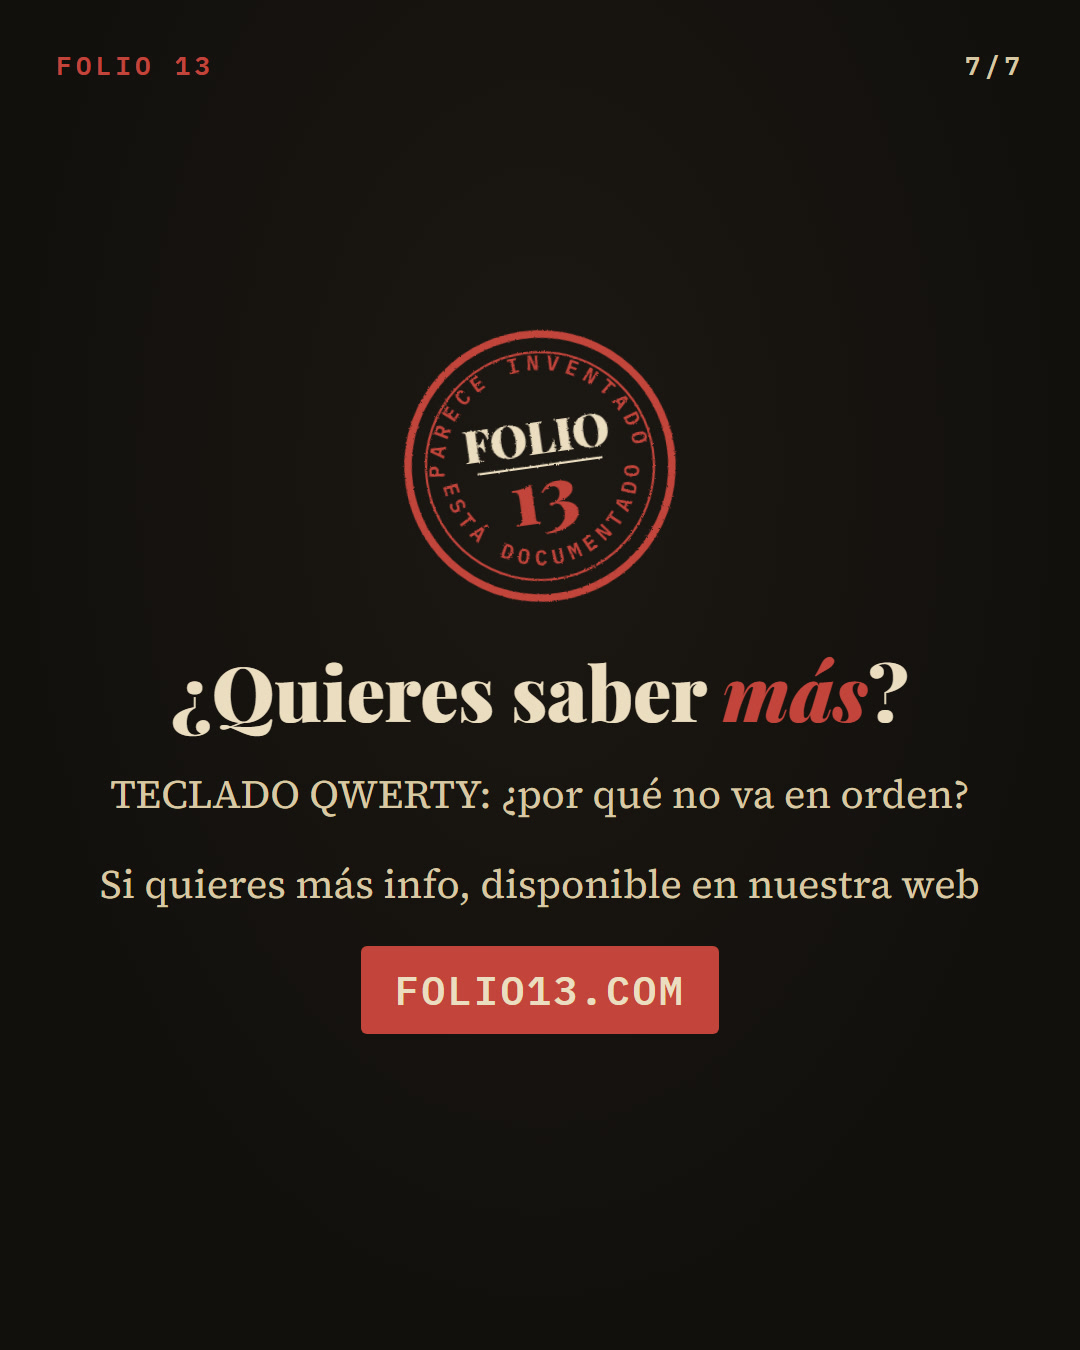 FOLIO 13
7/7
PARECE INVENTADO
FOLIO
13
ESTÁ DOCUMENTADO
¿Quieres saber más?
TECLADO QWERTY: ¿por qué no va en orden?
Si quieres más info, disponible en nuestra web
FOLIO13.COM